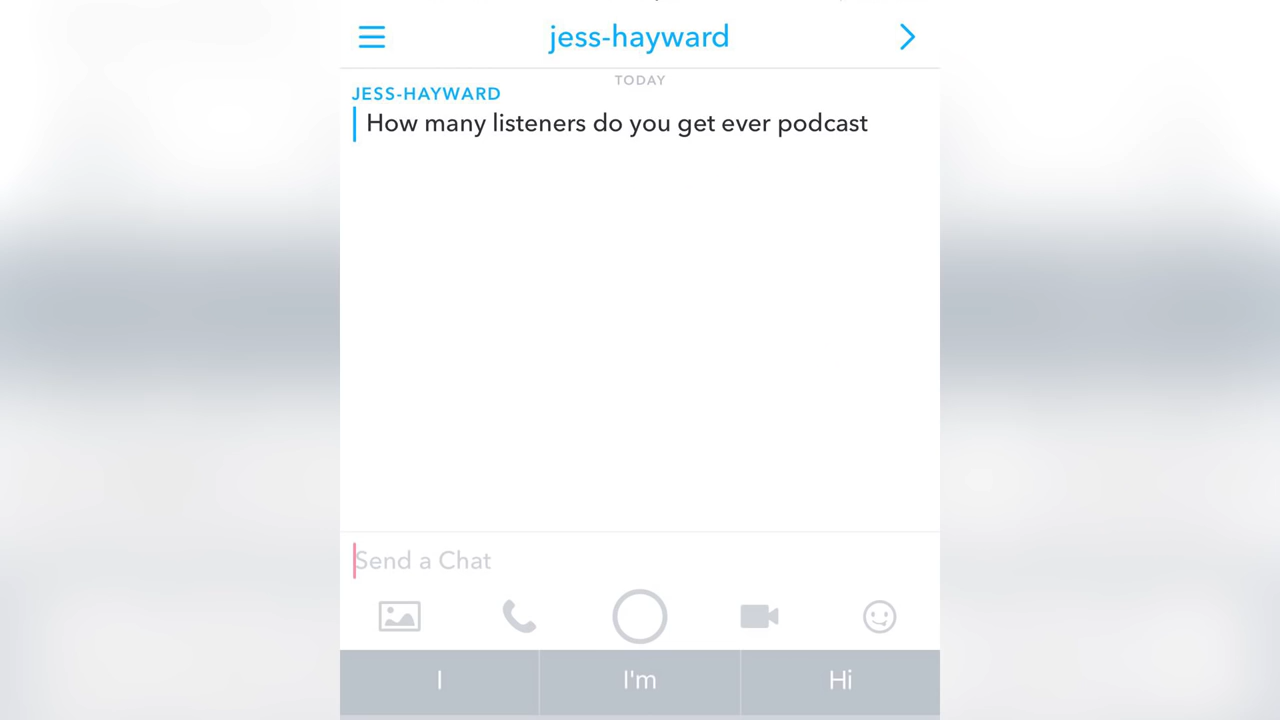 jess-hayward
TODAY
JESS-HAYWARD
How many listeners do you get ever podcast
Send a Chat
I
I'm
Hi